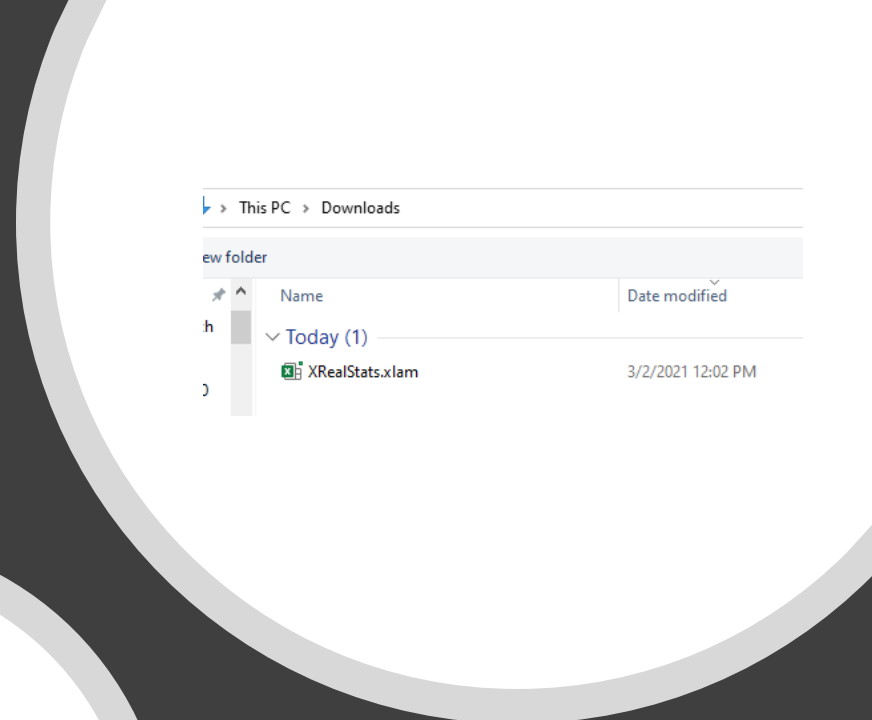 This PC > Downloads
ew folder
Name Date modified
h
Today (1)
XRealStats.xlam 3/2/2021 12:02 PM